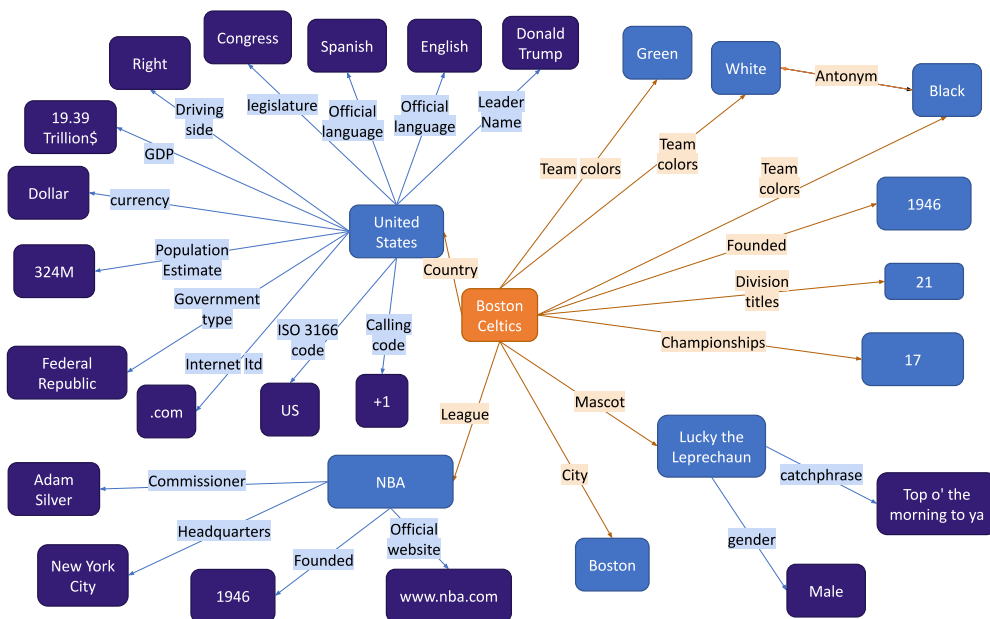 Congress
Spanish
English
Donald
Trump
Green
White
Antonym
Black
Right
legislature
Official
language
Official
language
Leader
Name
Driving
side
19.39
Trillion$
GDP
Team colors
Team
colors
Team
colors
Dollar
currency
United
States
1946
Founded
324M
Population
Estimate
Country
Division
titles
21
Government
type
Boston
Celtics
ISO 3166
code
Calling
code
Championships
17
Federal
Republic
Internet ltd
.com
US
+1
League
Mascot
Lucky the
Leprechaun
City
catchphrase
Adam
Silver
Commissioner
NBA
Top o' the
morning to ya
Headquarters
Official
website
gender
New York
City
Founded
Boston
1946
www.nba.com
Male